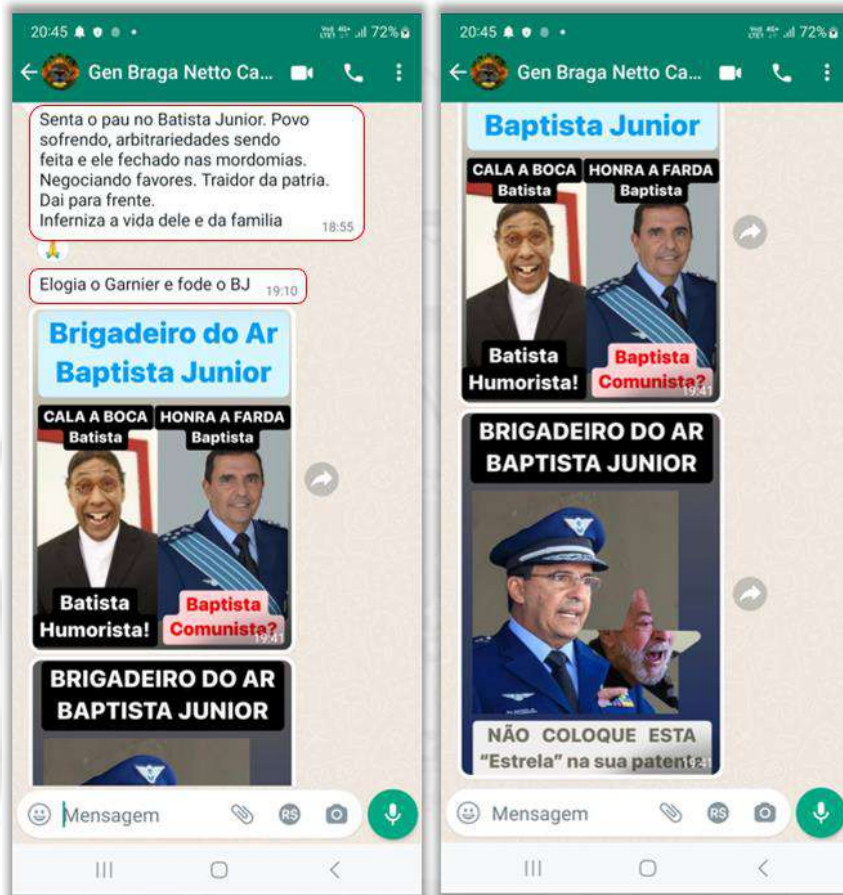 20:45
72%
Gen Braga Netto Ca...
Senta o pau no Batista Junior. Povo
sofrendo, arbitrariedades sendo
feita e ele fechado nas mordomias.
Negociando favores. Traidor da patria.
Dai para frente.
Inferniza a vida dele e da familia
18:55
Elogia o Garnier e fode o BJ
19:10
Brigadeiro do Ar
Baptista Junior
CALA A BOCA
Batista
HONRA A FARDA
Baptista
Batista
Humorista!
Baptista
Comunista?
19:41
BRIGADEIRO DO AR
BAPTISTA JUNIOR
Mensagem
R$
20:45
72%
Gen Braga Netto Ca...
Baptista Junior
CALA A BOCA
Batista
HONRA A FARDA
Baptista
Batista
Humorista!
Baptista
Comunista?
19:41
BRIGADEIRO DO AR
BAPTISTA JUNIOR
NÃO COLOQUE ESTA
"Estrela" na sua patente
19:41
Mensagem
R$